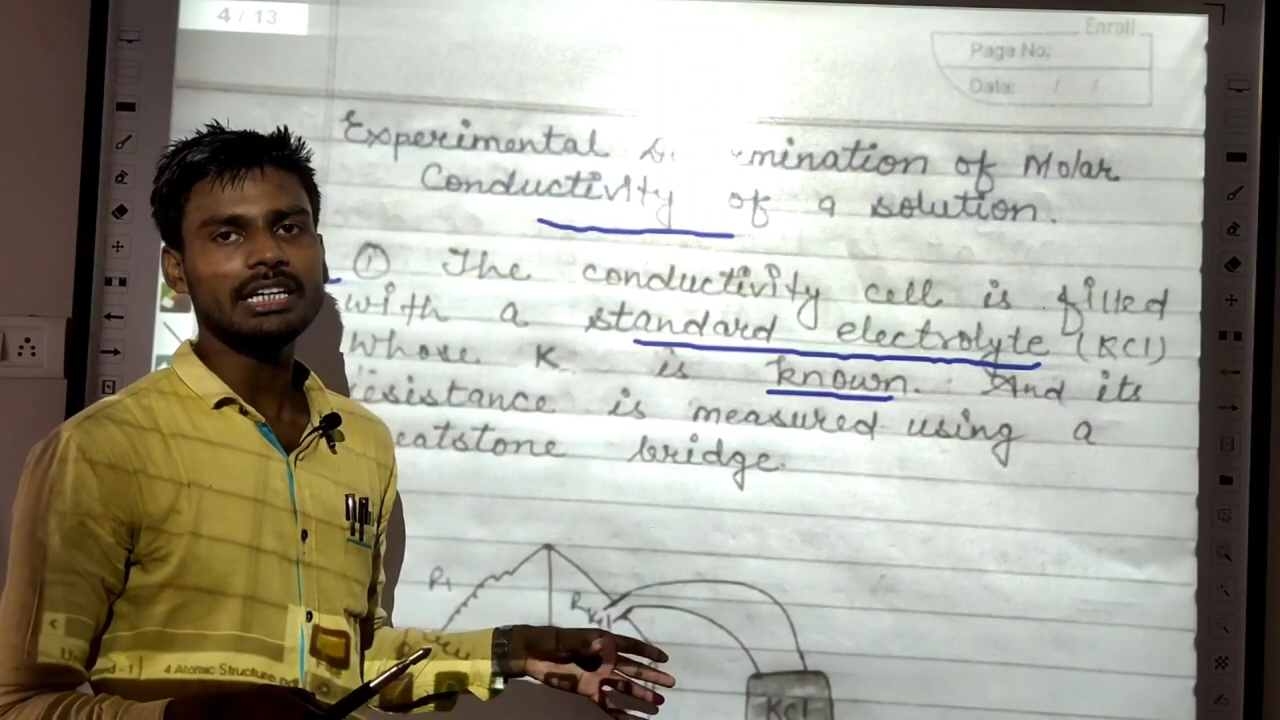 4 / 13
Enroll
Page No:
Date: / /
Experimental mination of Molar
Conductivity of a solution.
① The conductivity cell is filled
with a standard electrolyte (KCl)
whose K is known. And its
esistance is measured using a
eatstone bridge.
R1
RKCl
KCl
4 Atomic Structure